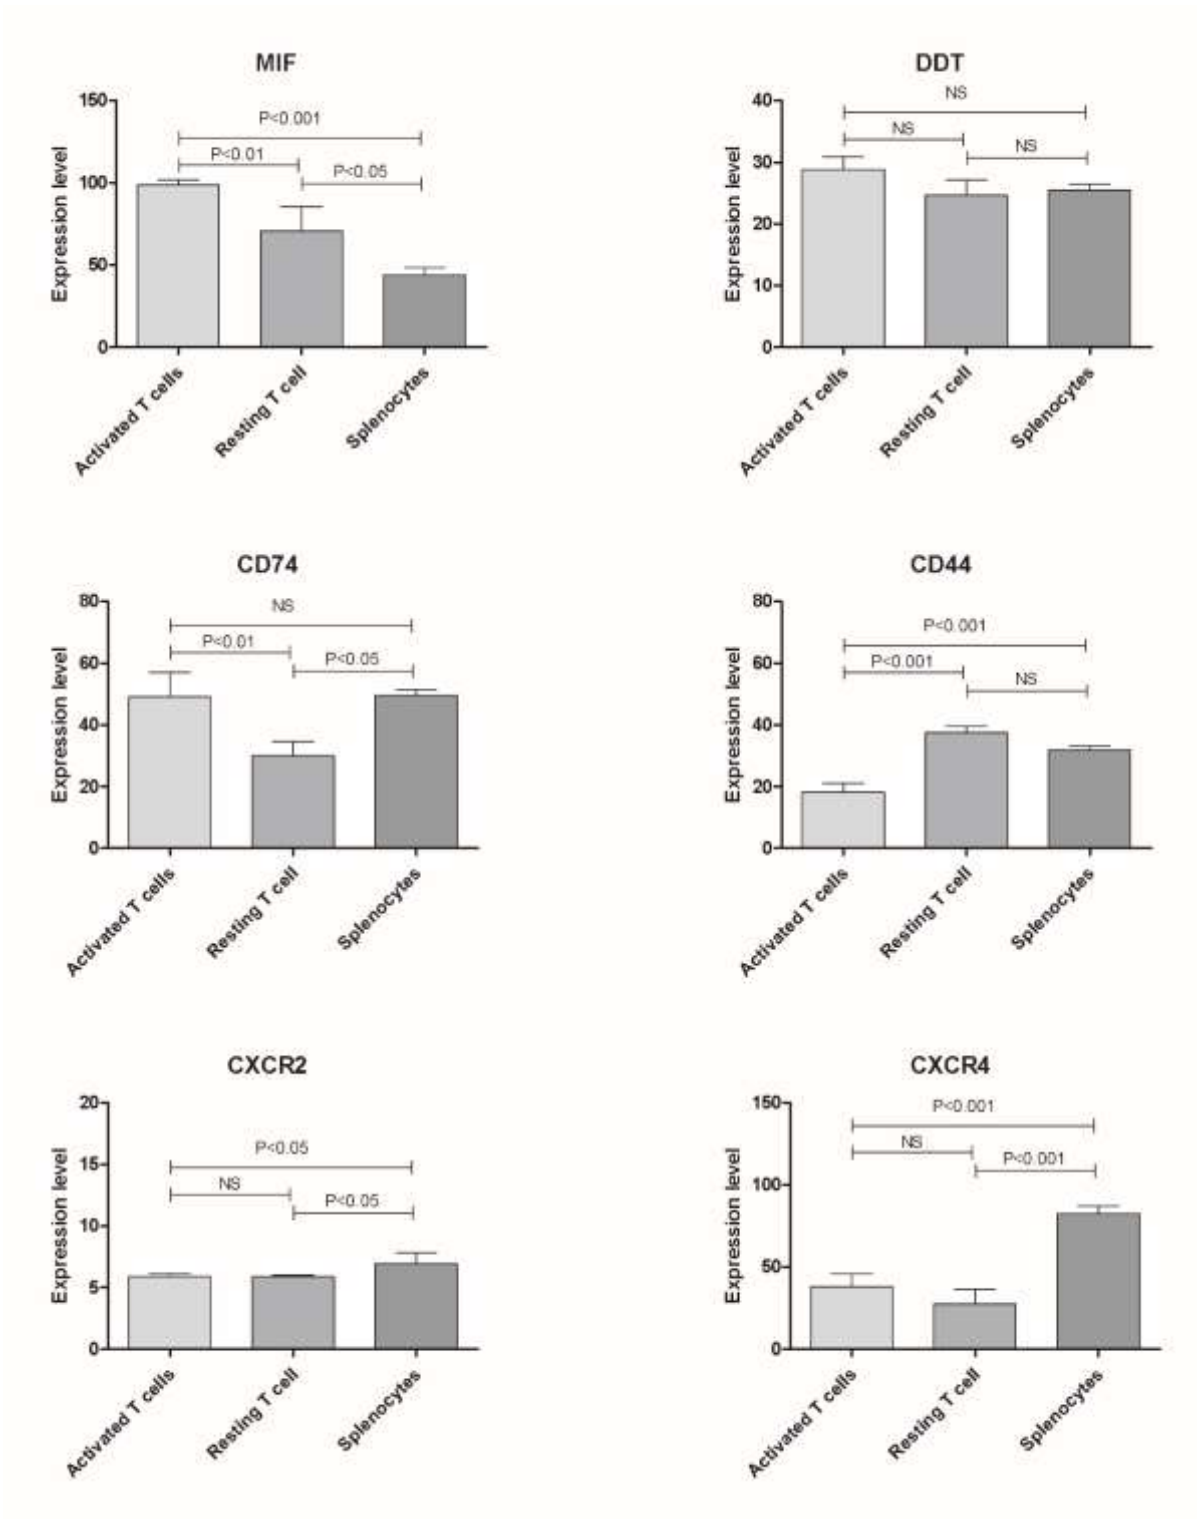 MIF
150
100
50
0
Expression level
P<0.001
P<0.01
P<0.05
Activated T cells
Resting T cell
Splenocytes
DDT
40
30
20
10
0
Expression level
NS
NS
NS
Activated T cells
Resting T cell
Splenocytes
CD74
80
60
40
20
0
Expression level
NS
P<0.01
P<0.05
Activated T cells
Resting T cell
Splenocytes
CD44
80
60
40
20
0
Expression level
P<0.001
P<0.001
NS
Activated T cells
Resting T cell
Splenocytes
CXCR2
20
15
10
5
0
Expression level
P<0.05
NS
P<0.05
Activated T cells
Resting T cell
Splenocytes
CXCR4
150
100
50
0
Expression level
P<0.001
NS
P<0.001
Activated T cells
Resting T cell
Splenocytes